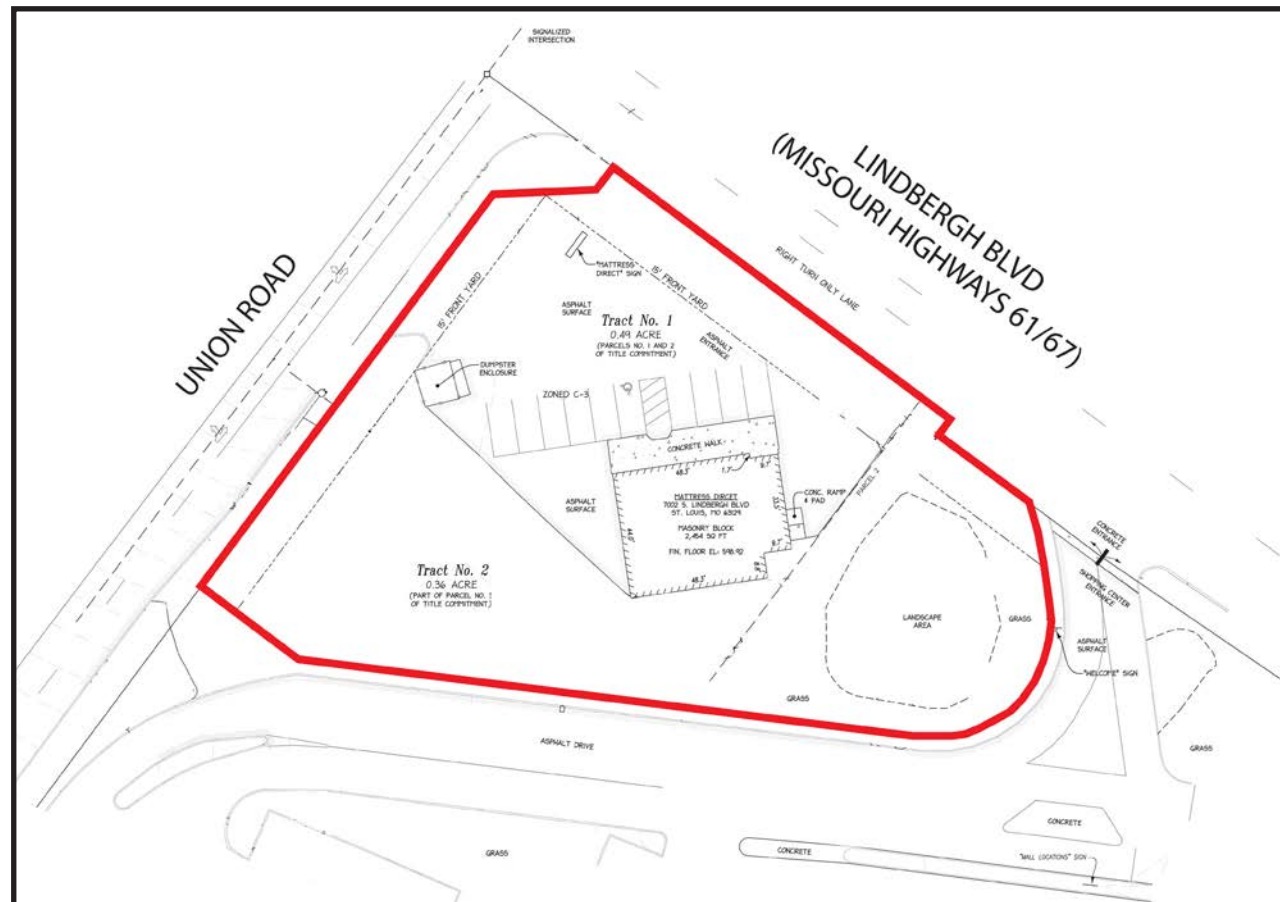 SIGNALIZED
INTERSECTION
LINDBERGH BLVD
(MISSOURI HIGHWAYS 61/67)
UNION ROAD
RIGHT TURN ONLY LANE
"MATTRESS
DIRECT" SIGN
15' FRONT YARD
15' FRONT YARD
ASPHALT
SURFACE
Tract No. 1
0.49 ACRE
(PARCELS NO. 1 AND 2
OF TITLE COMMITMENT)
ASPHALT
ENTRANCE
DUMPSTER
ENCLOSURE
ZONED C-3
CONCRETE WALK
48.3'
1.7'
9.7'
MATTRESS DIRCET
7002 S. LINDBERGH BLVD
ST. LOUIS, MO 63129
MASONRY BLOCK
2,454 SQ FT
FIN. FLOOR EL: 598.92
48.3'
CONC. RAMP
& PAD
PARCEL 2
ASPHALT
SURFACE
Tract No. 2
0.36 ACRE
(PART OF PARCEL NO. 1
OF TITLE COMMITMENT)
CONCRETE
ENTRANCE
SHOPPING CENTER
ENTRANCE
LANDSCAPE
AREA
GRASS
ASPHALT
SURFACE
"WELCOME" SIGN
GRASS
GRASS
ASPHALT DRIVE
CONCRETE
GRASS
CONCRETE
"MALL LOCATIONS" SIGN